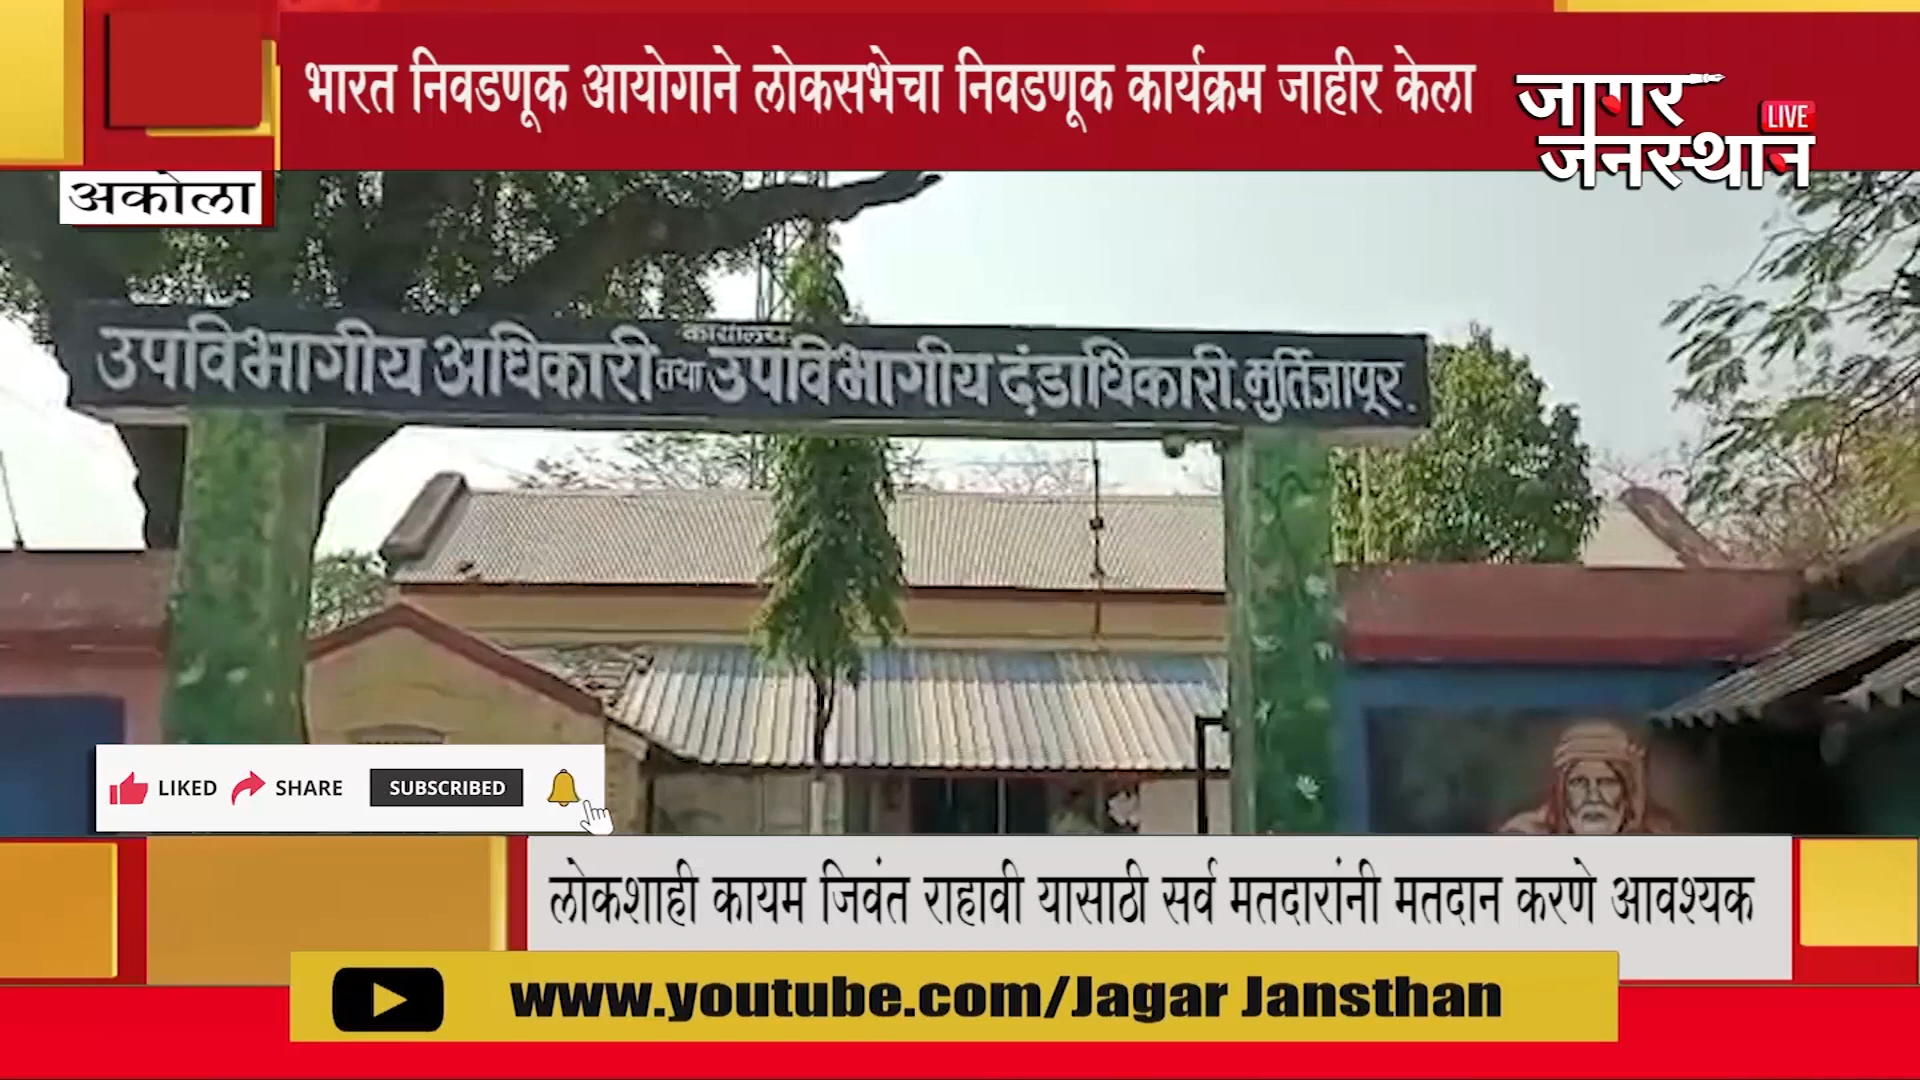 भारत निवडणूक आयोगाने लोकसभेचा निवडणूक कार्यक्रम जाहीर केला
जागर
जनस्थान
LIVE
अकोला
कार्यालय
उपविभागीय अधिकारी तथा उपविभागीय दंडाधिकारी. मुर्तिजापूर.
LIKED SHARE SUBSCRIBED
लोकशाही कायम जिवंत राहावी यासाठी सर्व मतदारांनी मतदान करणे आवश्यक
www.youtube.com/Jagar Jansthan